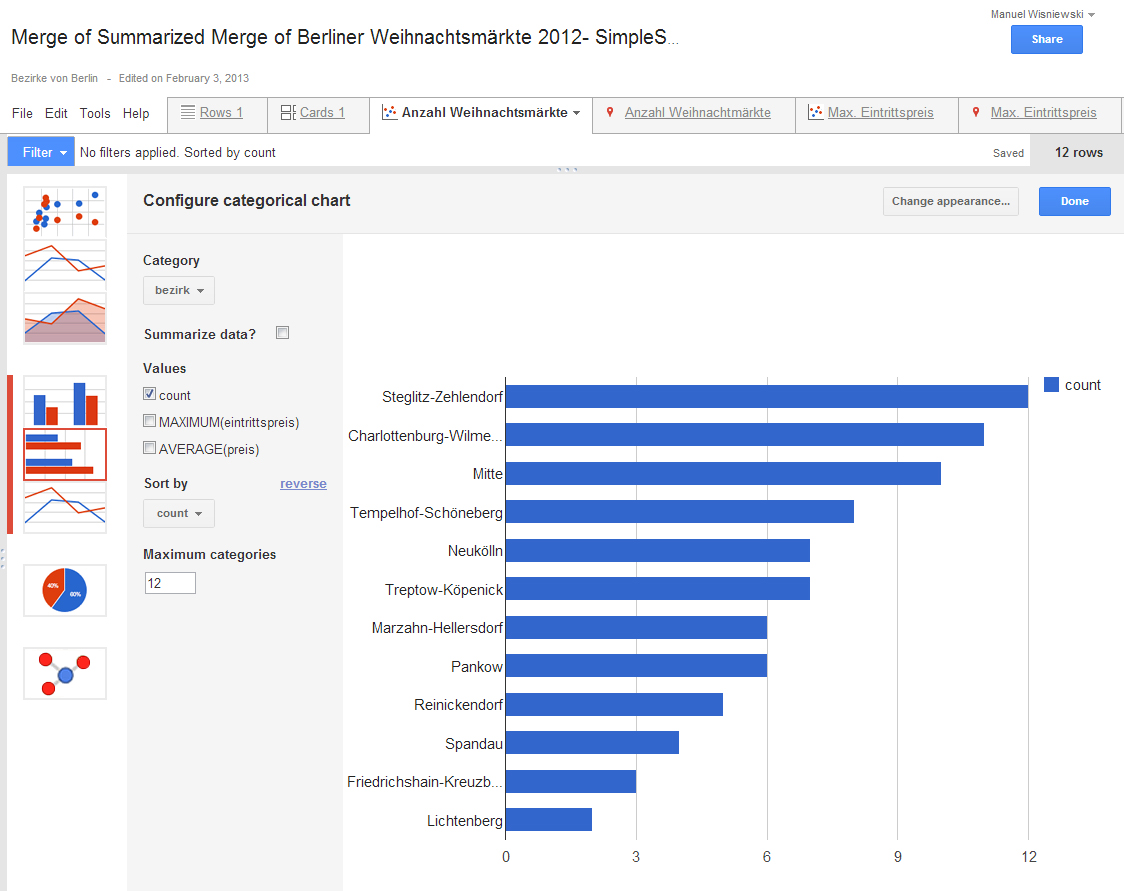 Manuel Wisniewski
Merge of Summarized Merge of Berliner Weihnachtsmärkte 2012- SimpleS...
Share
Bezirke von Berlin - Edited on February 3, 2013
File Edit Tools Help Rows 1 Cards 1 Anzahl Weihnachtsmärkte Anzahl Weihnachtmärkte Max. Eintrittspreis Max. Eintrittspreis
Filter No filters applied. Sorted by count Saved 12 rows
Configure categorical chart Change appearance... Done
Category
bezirk
Summarize data?
Values
count
MAXIMUM(eintrittspreis)
AVERAGE(preis)
Sort by reverse
count
Maximum categories
12
40%
60%
Steglitz-Zehlendorf
Charlottenburg-Wilme...
Mitte
Tempelhof-Schöneberg
Neukölln
Treptow-Köpenick
Marzahn-Hellersdorf
Pankow
Reinickendorf
Spandau
Friedrichshain-Kreuzb...
Lichtenberg
0 3 6 9 12
count